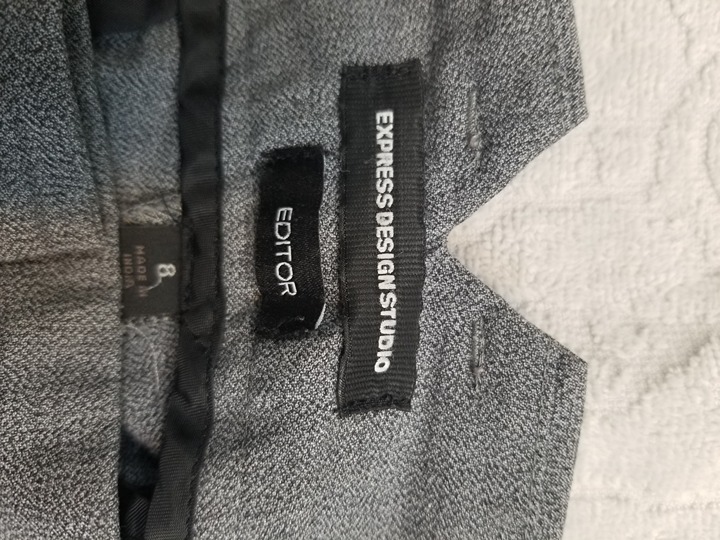 EXPRESS DESIGN STUDIO
EDITOR
8
MADE IN
INDIA